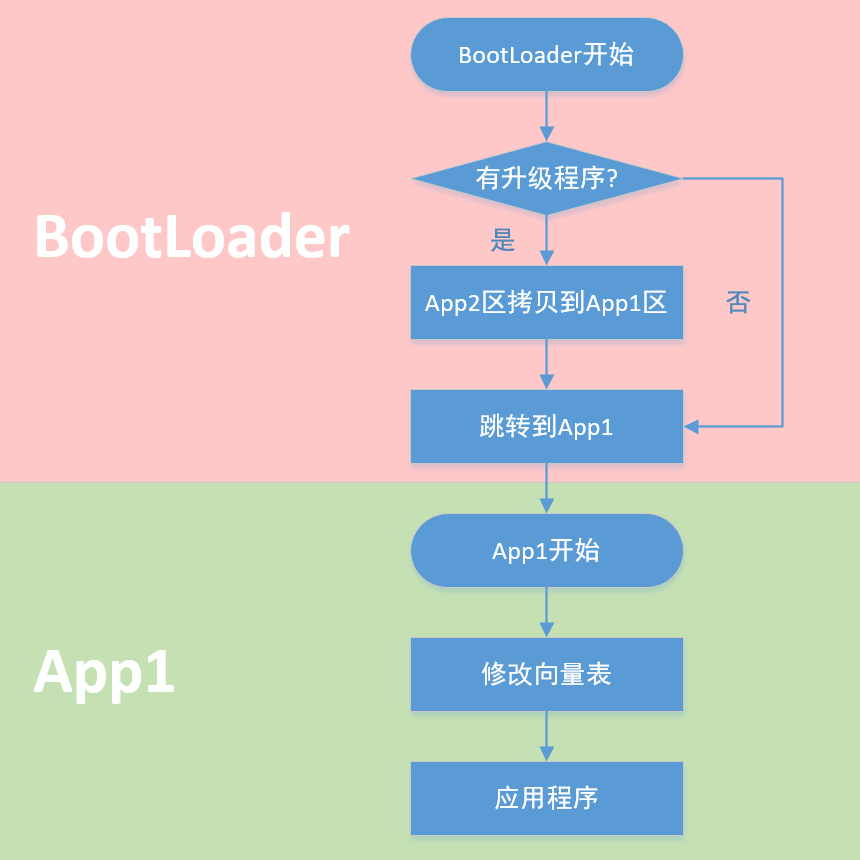 BootLoader开始
有升级程序?
BootLoader
是
App2区拷贝到App1区
否
跳转到App1
App1开始
App1
修改向量表
应用程序